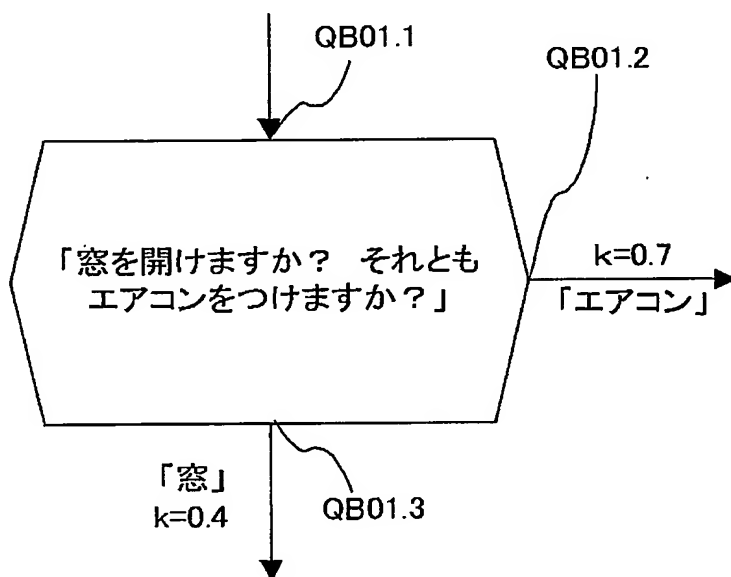 QB01.1
QB01.2
「窓を開けますか？ それとも
エアコンをつけますか？」
k=0.7
「エアコン」
「窓」
k=0.4
QB01.3